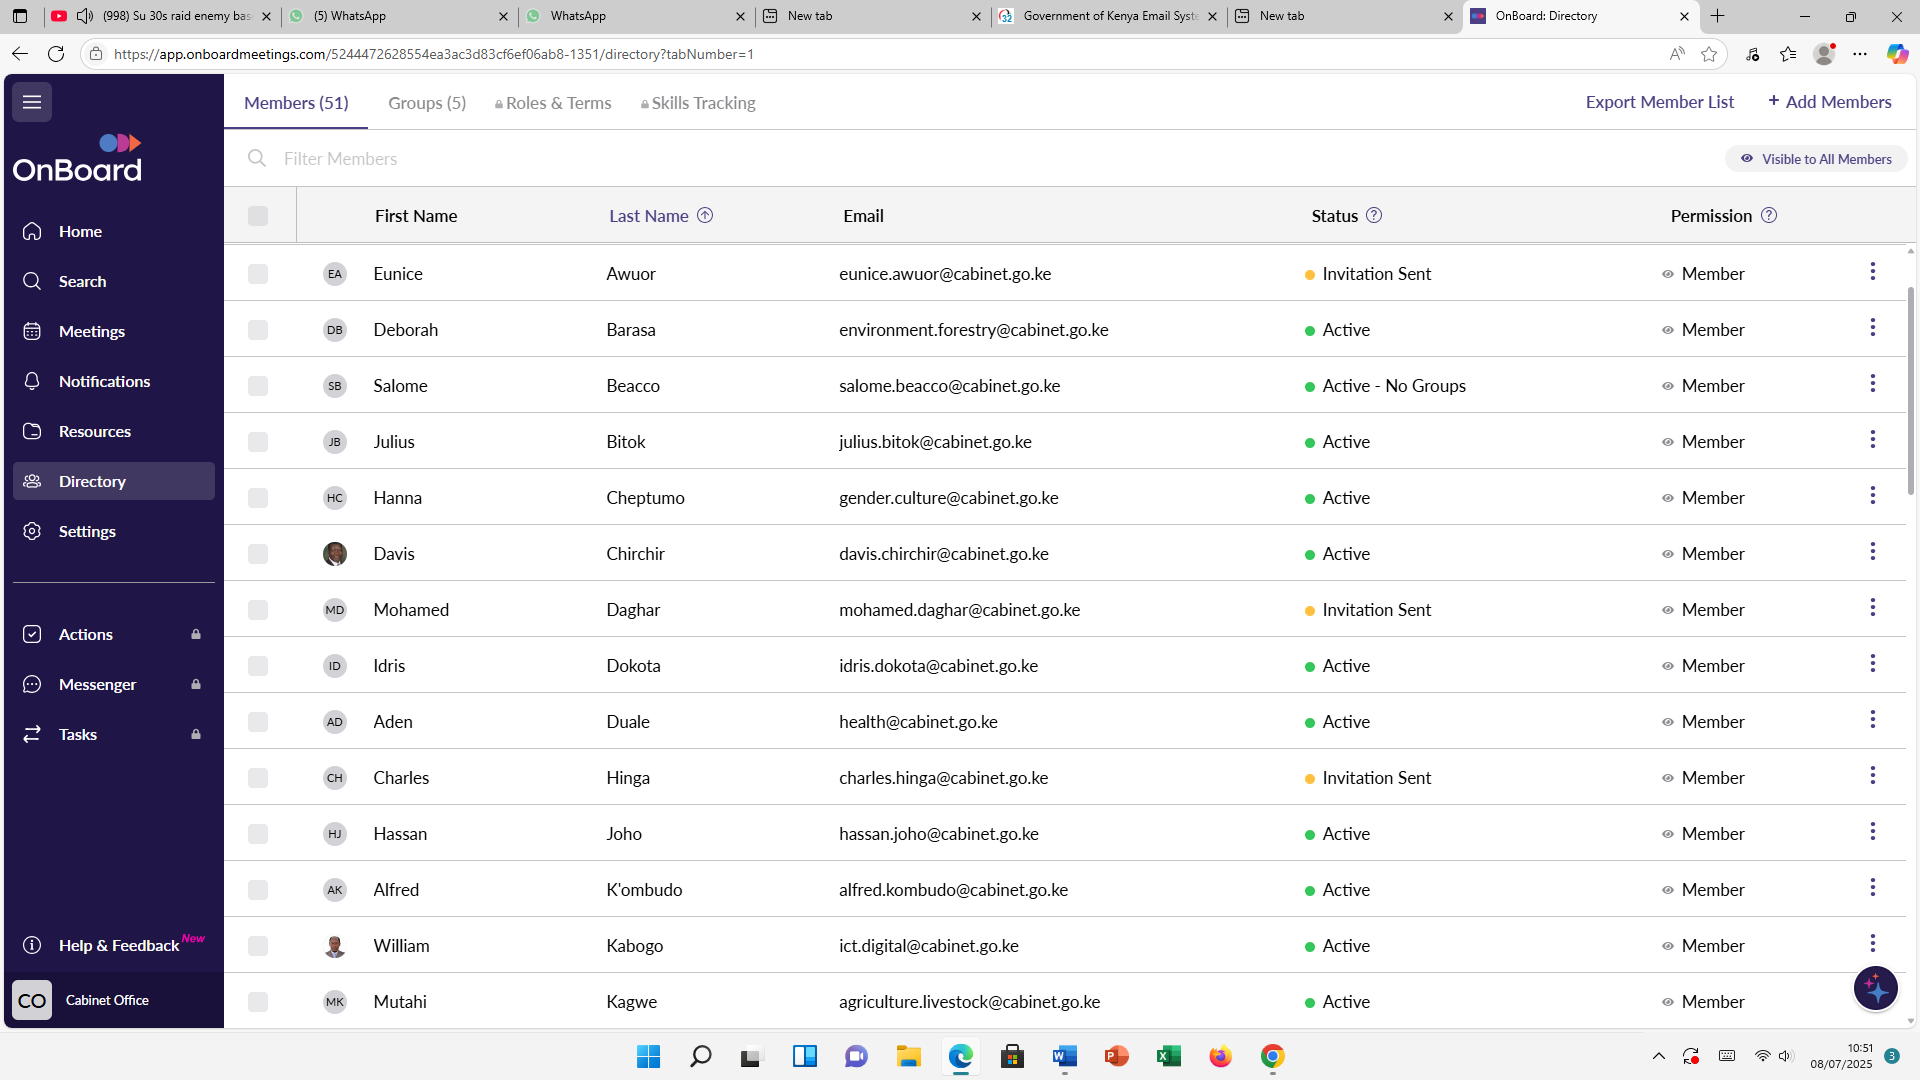 (998) Su 30s raid enemy bas
(5) WhatsApp
WhatsApp
New tab
Government of Kenya Email Syste
New tab
OnBoard: Directory
https://app.onboardmeetings.com/5244472628554ea3ac3d83cf6ef06ab8-1351/directory?tabNumber=1
OnBoard
Home
Search
Meetings
Notifications
Resources
Directory
Settings
Actions
Messenger
Tasks
Help & Feedback New
CO Cabinet Office
Members (51) Groups (5) Roles & Terms Skills Tracking Export Member List + Add Members
Filter Members Visible to All Members
First Name Last Name Email Status ? Permission ?
EA Eunice Awuor eunice.awuor@cabinet.go.ke Invitation Sent Member
DB Deborah Barasa environment.forestry@cabinet.go.ke Active Member
SB Salome Beacco salome.beacco@cabinet.go.ke Active - No Groups Member
JB Julius Bitok julius.bitok@cabinet.go.ke Active Member
HC Hanna Cheptumo gender.culture@cabinet.go.ke Active Member
Davis Chirchir davis.chirchir@cabinet.go.ke Active Member
MD Mohamed Daghar mohamed.daghar@cabinet.go.ke Invitation Sent Member
ID Idris Dokota idris.dokota@cabinet.go.ke Active Member
AD Aden Duale health@cabinet.go.ke Active Member
CH Charles Hinga charles.hinga@cabinet.go.ke Invitation Sent Member
HJ Hassan Joho hassan.joho@cabinet.go.ke Active Member
AK Alfred K'ombudo alfred.kombudo@cabinet.go.ke Active Member
William Kabogo ict.digital@cabinet.go.ke Active Member
MK Mutahi Kagwe agriculture.livestock@cabinet.go.ke Active Member
10:51
08/07/2025
3